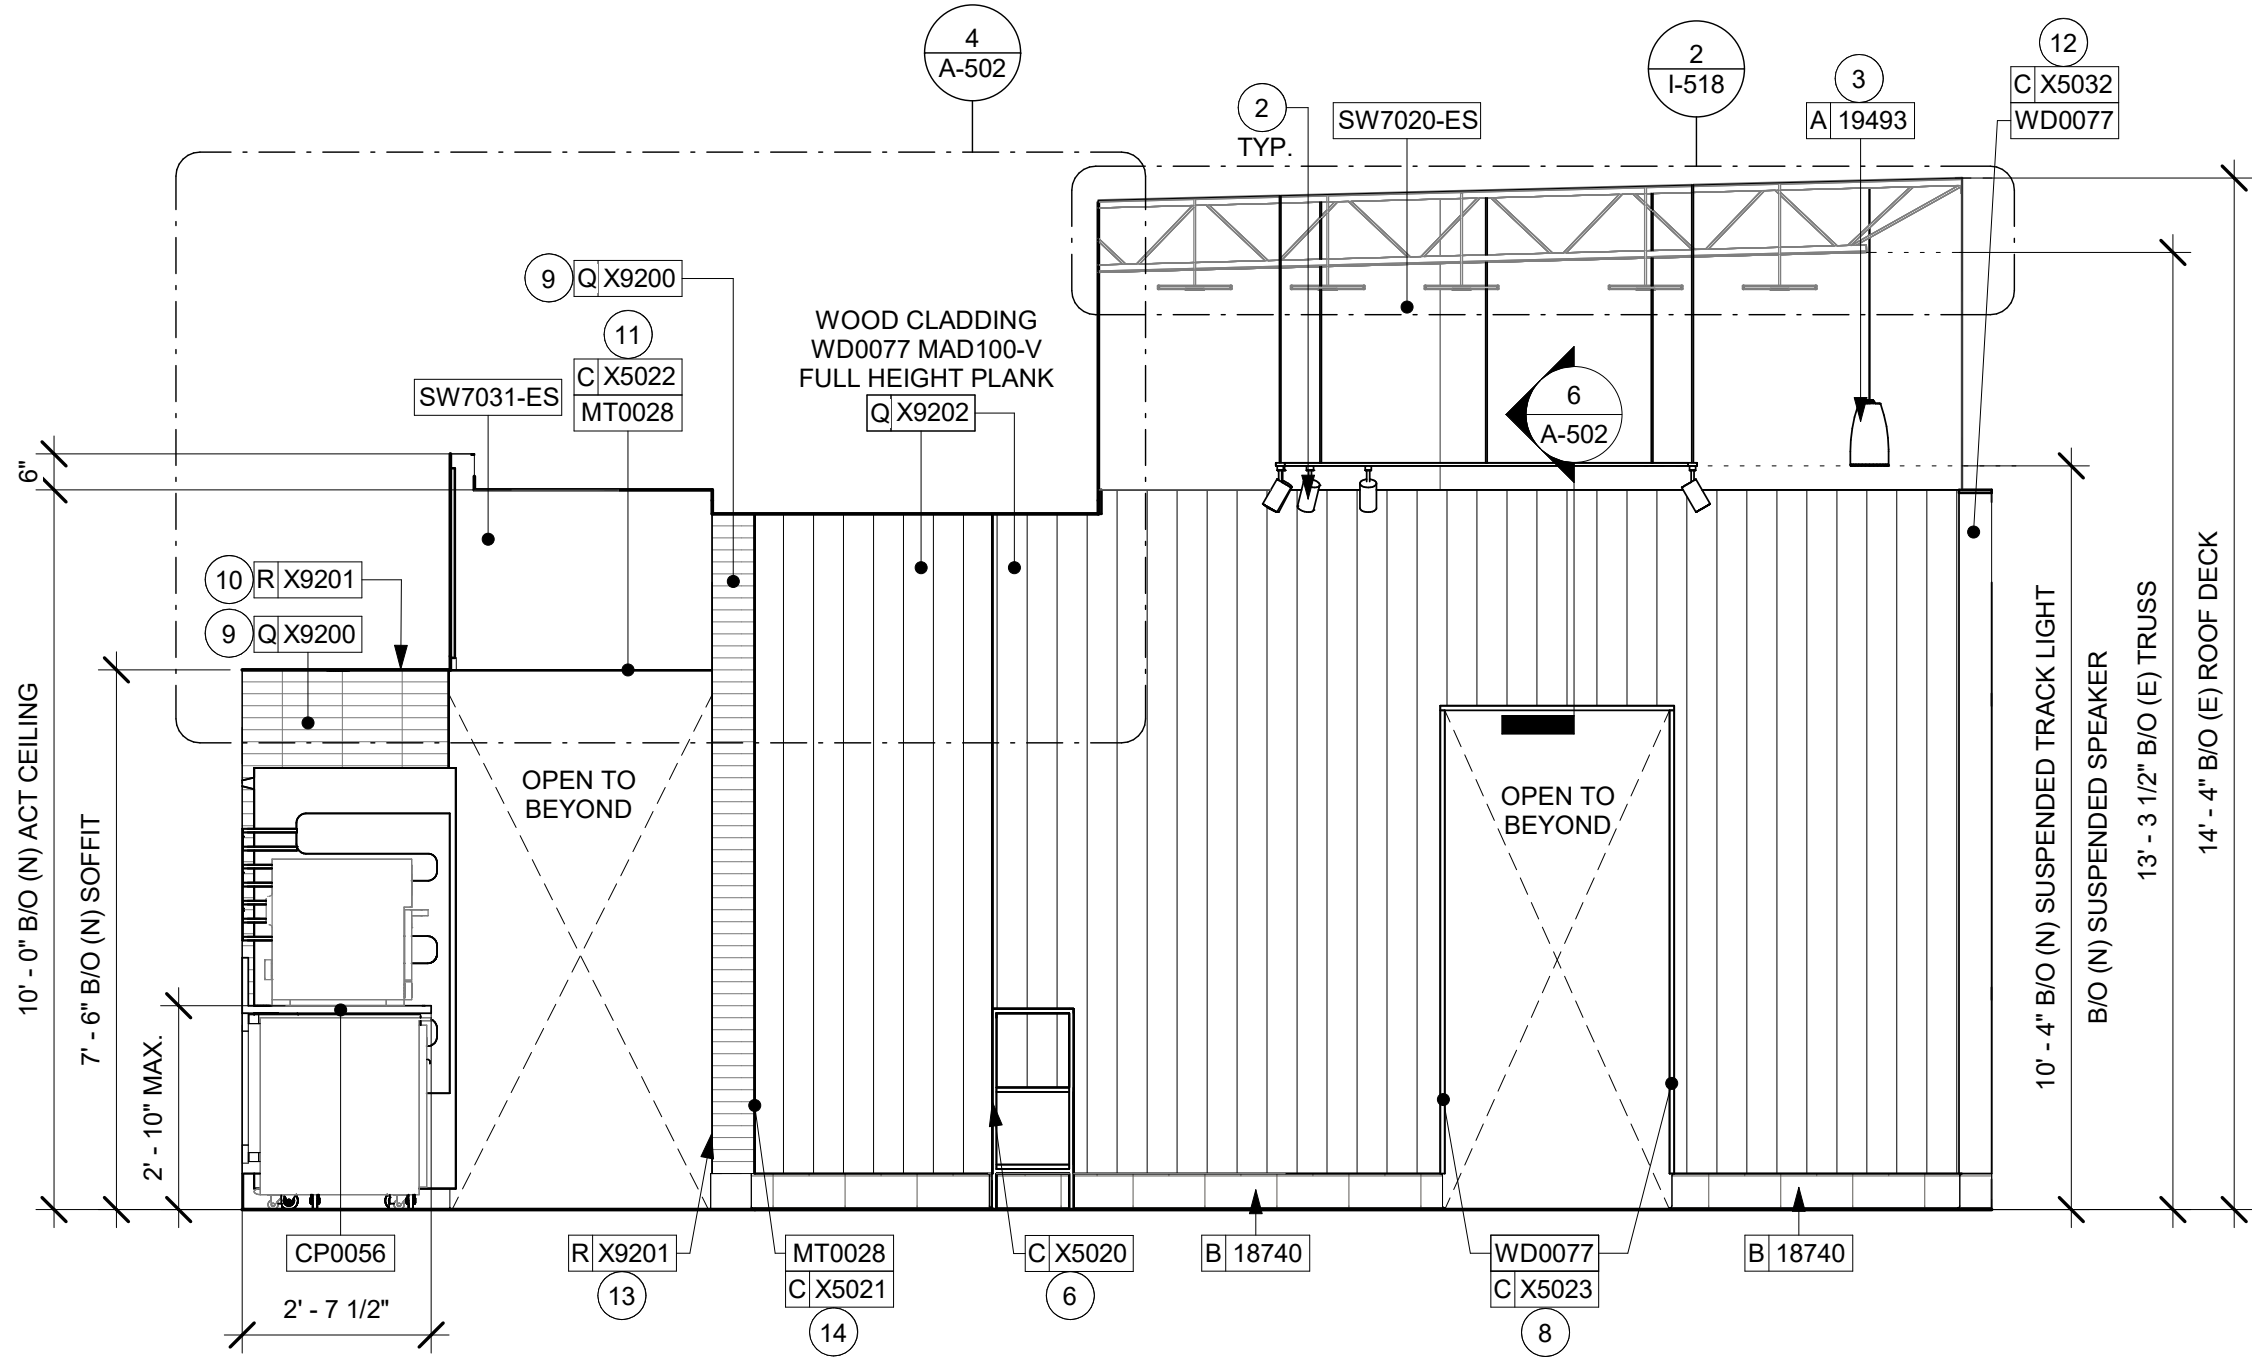 4
A-502
2
I-518
12
C X5032
WD0077
3
A 19493
2
TYP.
SW7020-ES
9 Q X9200
11
C X5022
MT0028
WOOD CLADDING
WD0077 MAD100-V
FULL HEIGHT PLANK
Q X9202
SW7031-ES
6
A-502
6"
10 R X9201
9 Q X9200
10' - 0" B/O (N) ACT CEILING
7' - 6" B/O (N) SOFFIT
2' - 10" MAX.
OPEN TO
BEYOND
OPEN TO
BEYOND
10' - 4" B/O (N) SUSPENDED TRACK LIGHT
B/O (N) SUSPENDED SPEAKER
13' - 3 1/2" B/O (E) TRUSS
14' - 4" B/O (E) ROOF DECK
CP0056
2' - 7 1/2"
R X9201
13
MT0028
C X5021
14
C X5020
6
B 18740
WD0077
C X5023
8
B 18740